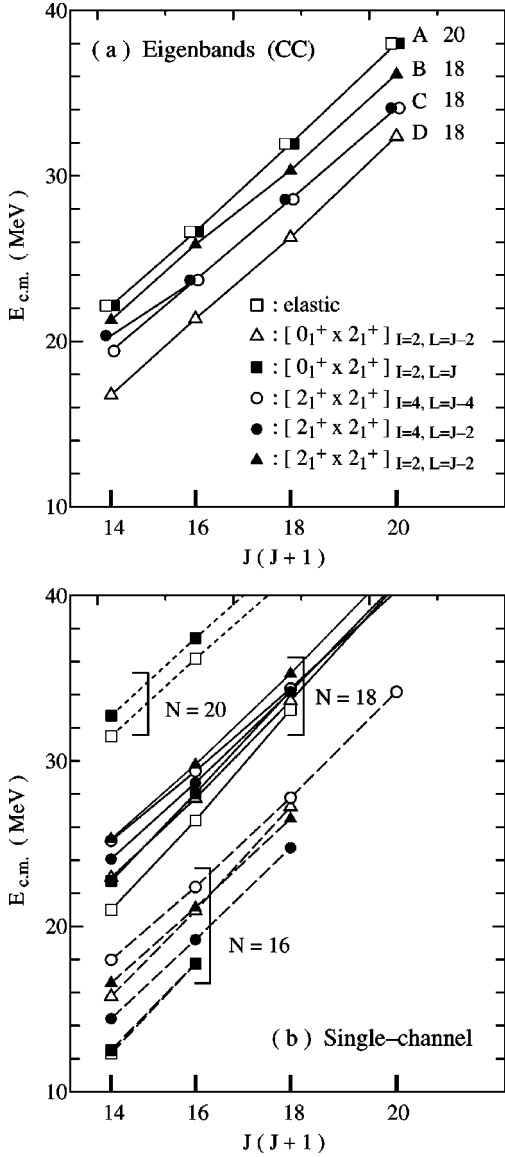 40
( a ) Eigenbands (CC)
A 20
B 18
C 18
D 18
30
E c.m. ( MeV )
20
□ : elastic
△ : [ 0₁⁺ x 2₁⁺ ] I=2, L=J−2
■ : [ 0₁⁺ x 2₁⁺ ] I=2, L=J
○ : [ 2₁⁺ x 2₁⁺ ] I=4, L=J−4
● : [ 2₁⁺ x 2₁⁺ ] I=4, L=J−2
▲ : [ 2₁⁺ x 2₁⁺ ] I=2, L=J−2
10
14 16 18 20
J ( J + 1 )
40
N = 20
N = 18
30
E c.m. ( MeV )
20
N = 16
( b ) Single−channel
10
14 16 18 20
J ( J + 1 )